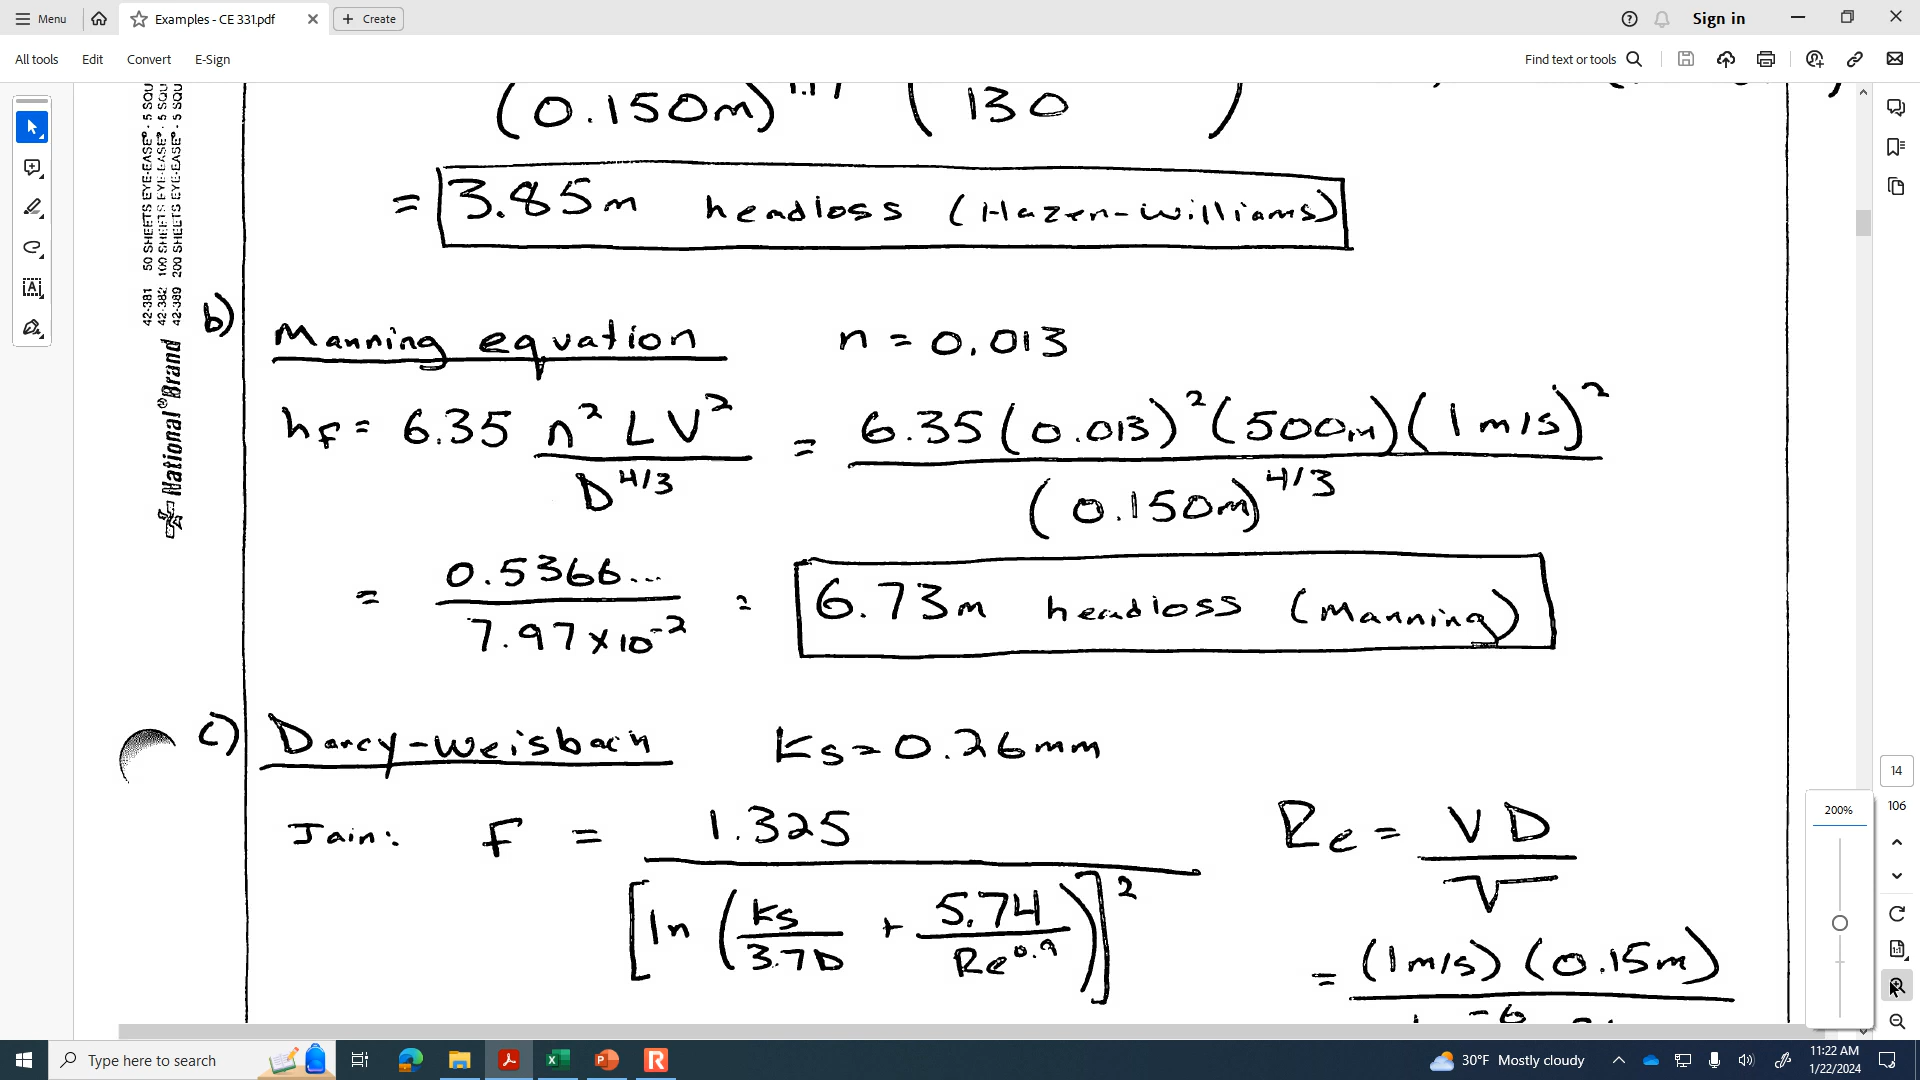 Menu
Examples - CE 331.pdf
Create
Sign in
All tools Edit Convert E-Sign
Find text or tools
(0.150m) ( 130 )
= 3.85m headloss (Hazen-Williams)
42-381 50 SHEETS EYE-EASE® - 5 SQU
42-382 100 SHEETS EYE-EASE® - 5 SQU
42-389 200 SHEETS EYE-EASE® - 5 SQU
National®Brand
b) Manning equation n = 0.013
hf = 6.35 n² L V² / D^4/3 = 6.35 (0.013)² (500m) (1 m/s)² / (0.150m)^4/3
= 0.5366... / 7.97 x 10^-2 = 6.73m headloss (Manning)
c) Darcy-Weisbach Ks = 0.26mm
Jain: f = 1.325 / [ln (Ks / 3.7D + 5.74 / Re^0.9)]²
Re = VD / ν
= (1m/s) (0.15m)
14
106
200%
Type here to search
30°F Mostly cloudy
11:22 AM
1/22/2024